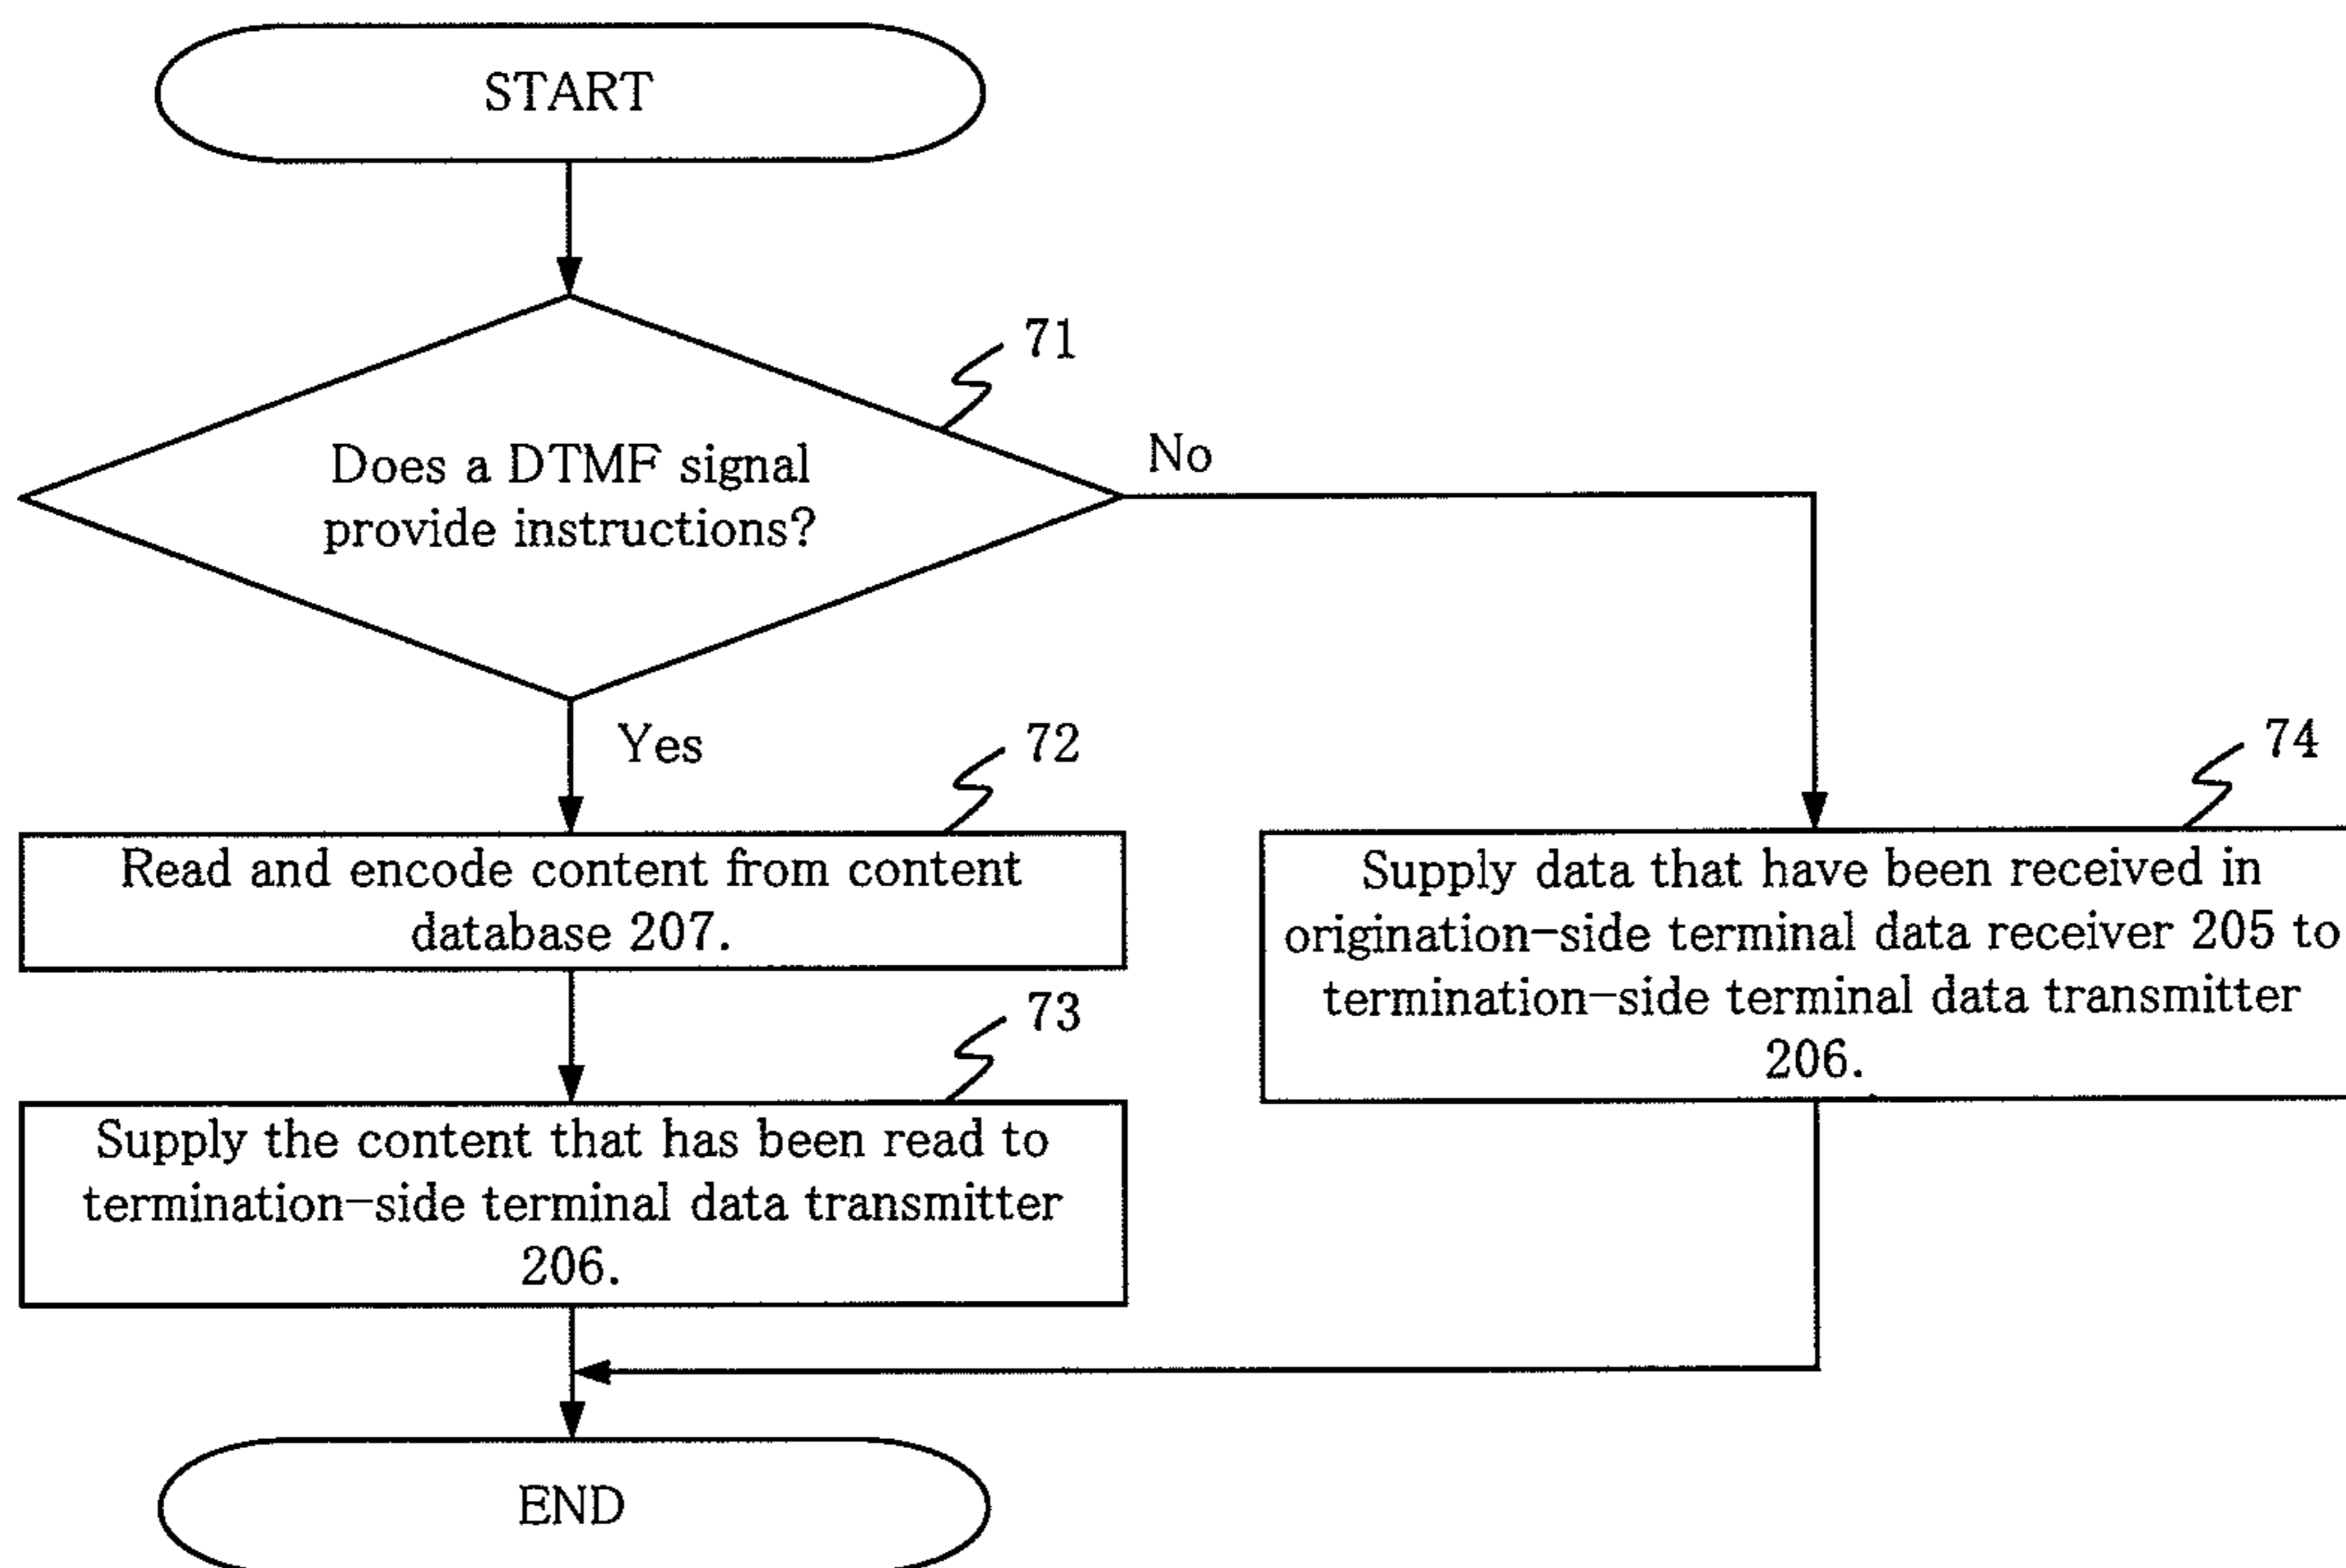 START
71
Does a DTMF signal
provide instructions?
No
Yes
72
Read and encode content from content
database 207.
74
Supply data that have been received in
origination-side terminal data receiver 205 to
termination-side terminal data transmitter
206.
73
Supply the content that has been read to
termination-side terminal data transmitter
206.
END